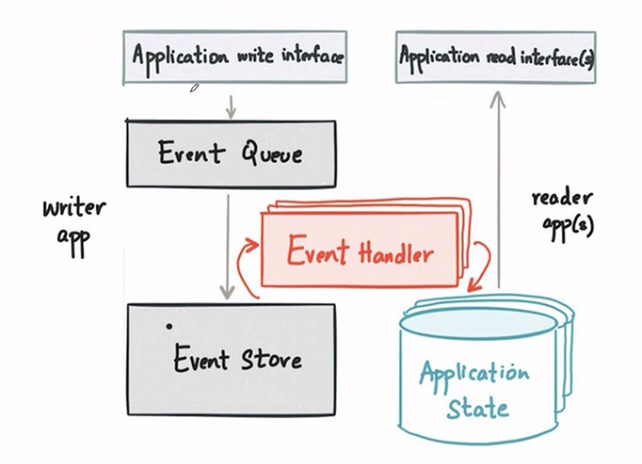 Application write interface
Application read interface(s)
Event Queue
writer
app
reader
app(s)
Event Handler
Event Store
Application
State